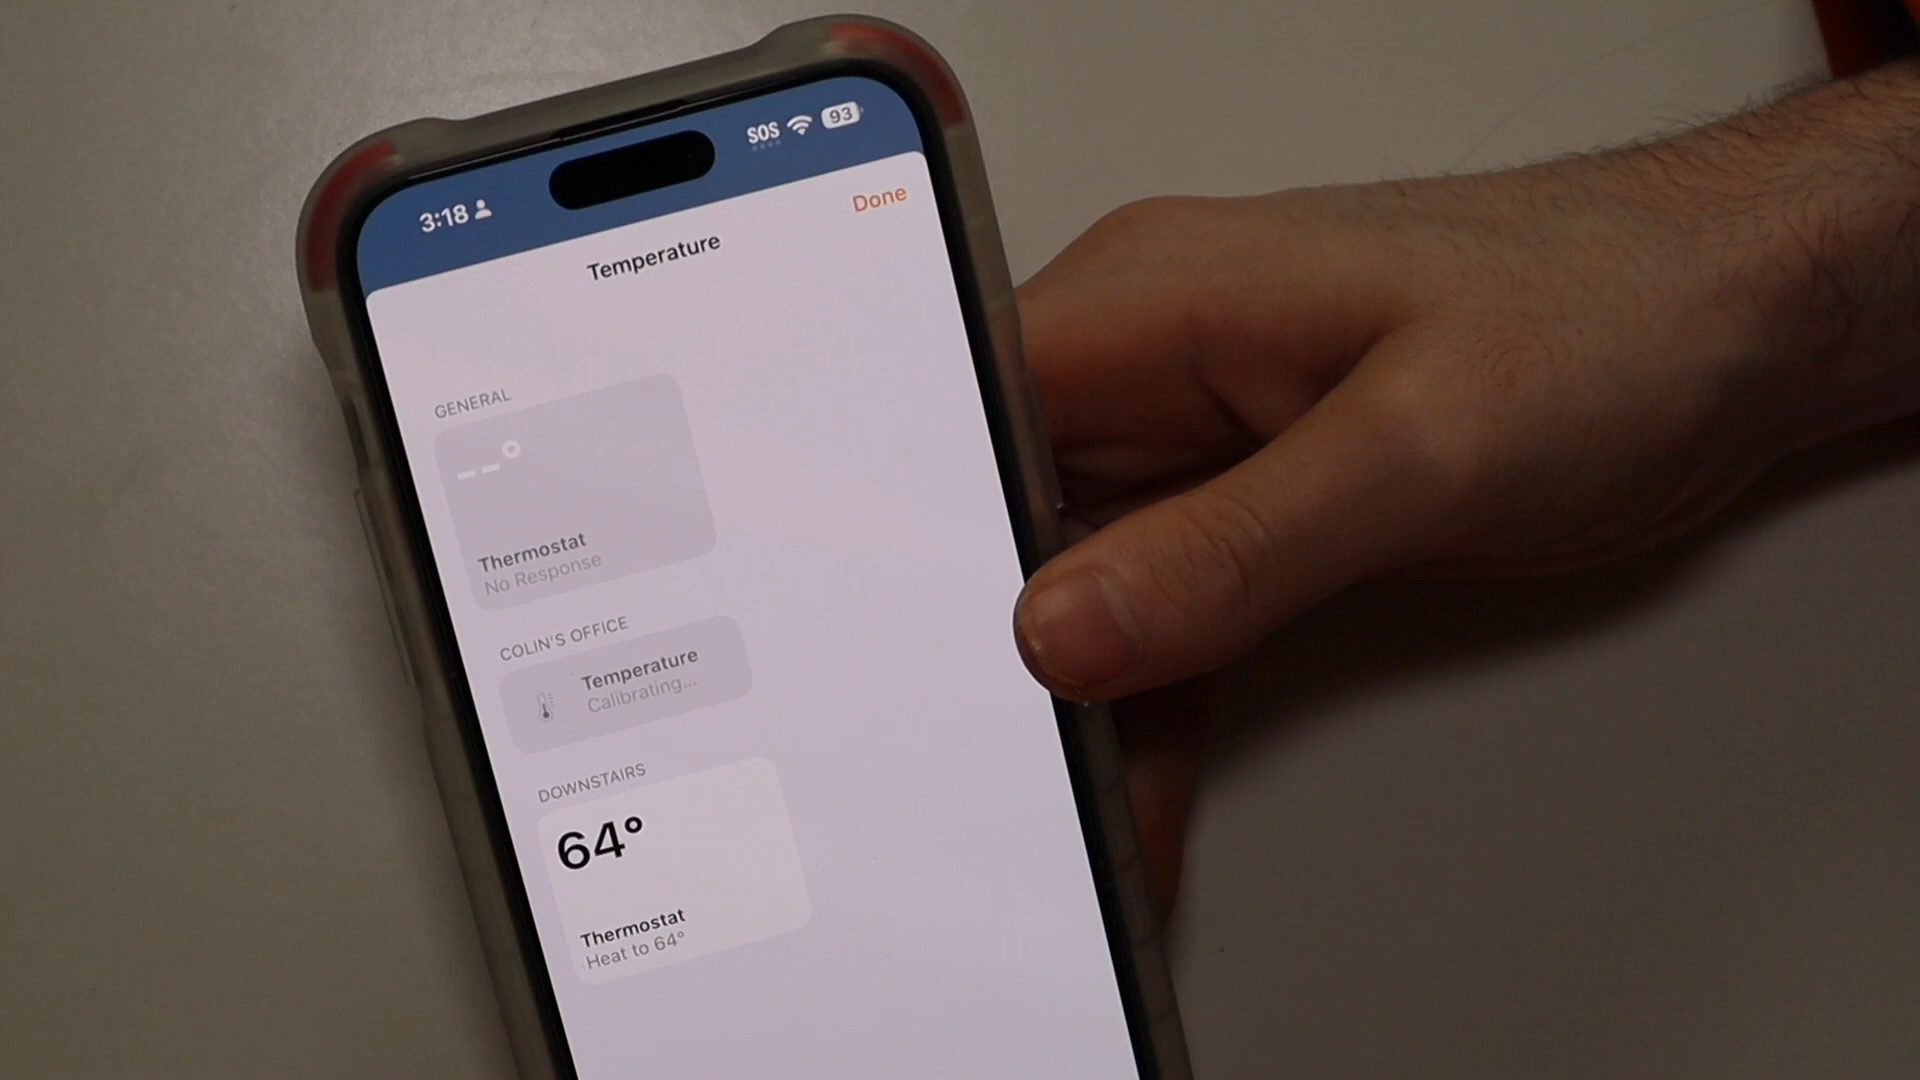 3:18
SOS
93
Done
Temperature
GENERAL
--°
Thermostat
No Response
COLIN'S OFFICE
Temperature
Calibrating...
DOWNSTAIRS
64°
Thermostat
Heat to 64°